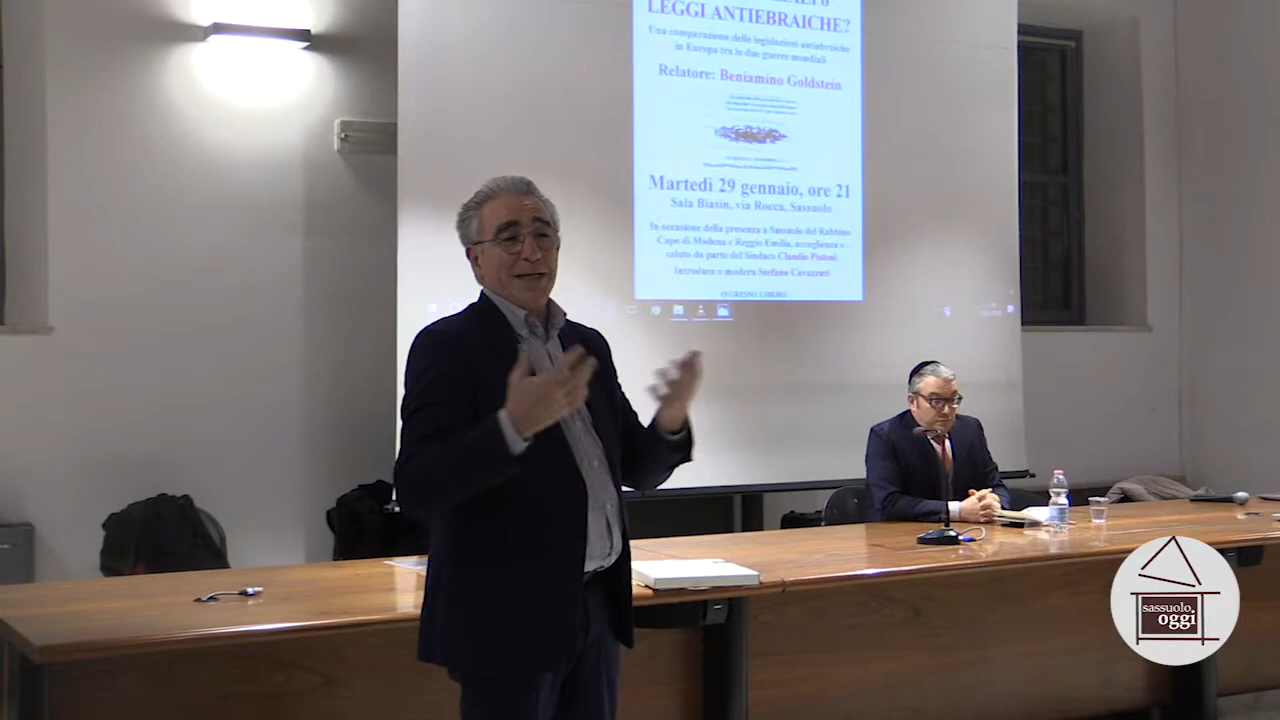 LEGGI ANTIEBRAICHE?
Una comparazione delle legislazioni antiebraiche
in Europa tra le due guerre mondiali
Relatore: Beniamino Goldstein
Martedì 29 gennaio, ore 21
Sala Biasin, via Rocca, Sassuolo
In occasione della presenza a Sassuolo del Rabbino
Capo di Modena e Reggio Emilia, accoglienza e
saluto da parte del Sindaco Claudio Pistoni
Introduce e modera Stefano Cavazzuti
INGRESSO LIBERO
sassuolo
oggi